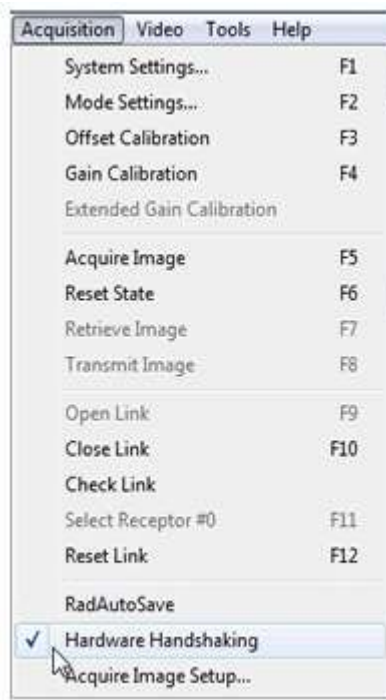 Acquisition Video Tools Help
System Settings... F1
Mode Settings... F2
Offset Calibration F3
Gain Calibration F4
Extended Gain Calibration
Acquire Image F5
Reset State F6
Retrieve Image F7
Transmit Image F8
Open Link F9
Close Link F10
Check Link
Select Receptor #0 F11
Reset Link F12
RadAutoSave
Hardware Handshaking
Acquire Image Setup...